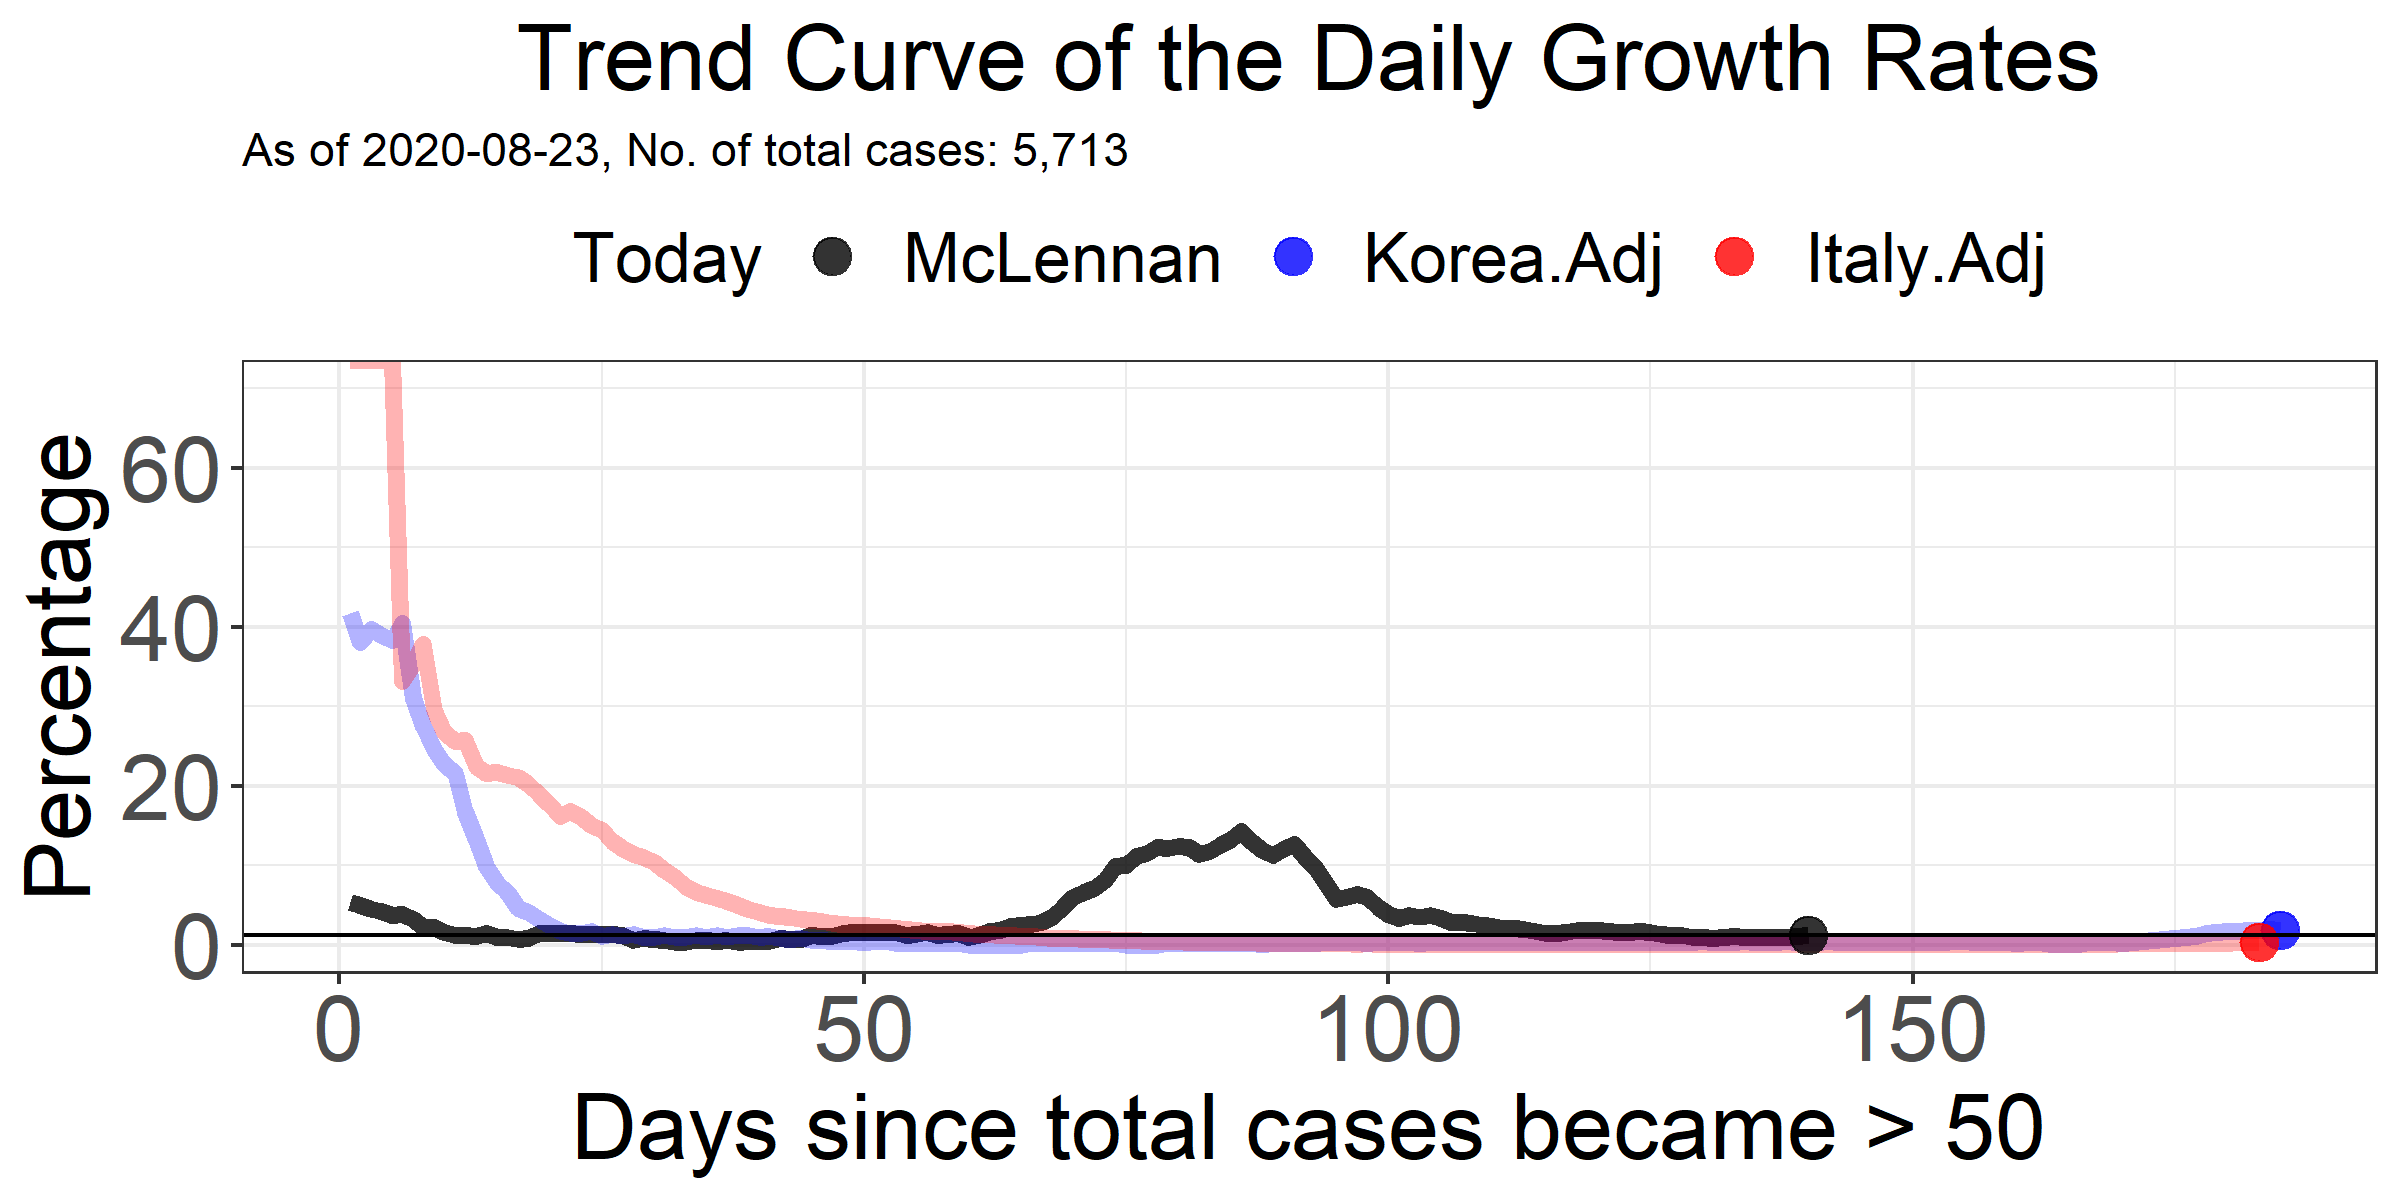 Trend Curve of the Daily Growth Rates
As of 2020-08-23, No. of total cases: 5,713
Today McLennan Korea.Adj Italy.Adj
Percentage
60
40
20
0
0 50 100 150
Days since total cases became > 50